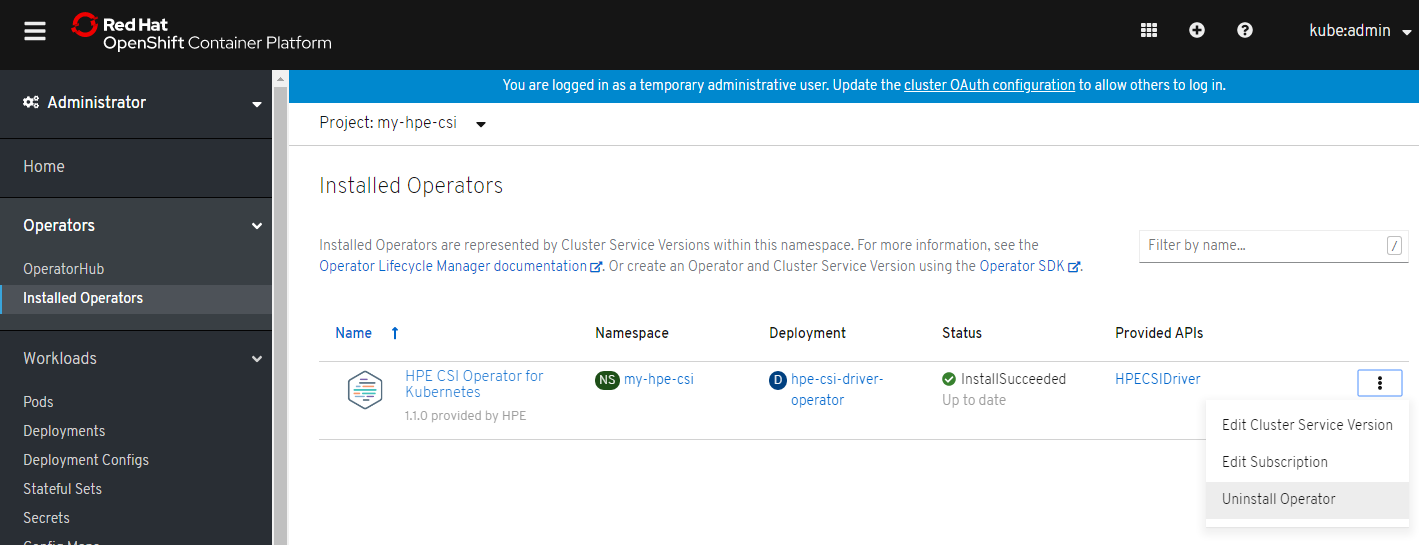 Red Hat
OpenShift Container Platform
kube:admin
You are logged in as a temporary administrative user. Update the cluster OAuth configuration to allow others to log in.
Administrator
Home
Operators
OperatorHub
Installed Operators
Workloads
Pods
Deployments
Deployment Configs
Stateful Sets
Secrets
Config Maps
Project: my-hpe-csi
Installed Operators
Installed Operators are represented by Cluster Service Versions within this namespace. For more information, see the
Operator Lifecycle Manager documentation. Or create an Operator and Cluster Service Version using the Operator SDK.
Filter by name...
/
Name
Namespace
Deployment
Status
Provided APIs
HPE CSI Operator for
Kubernetes
1.1.0 provided by HPE
NS my-hpe-csi
D hpe-csi-driver-
operator
InstallSucceeded
Up to date
HPECSIDriver
Edit Cluster Service Version
Edit Subscription
Uninstall Operator